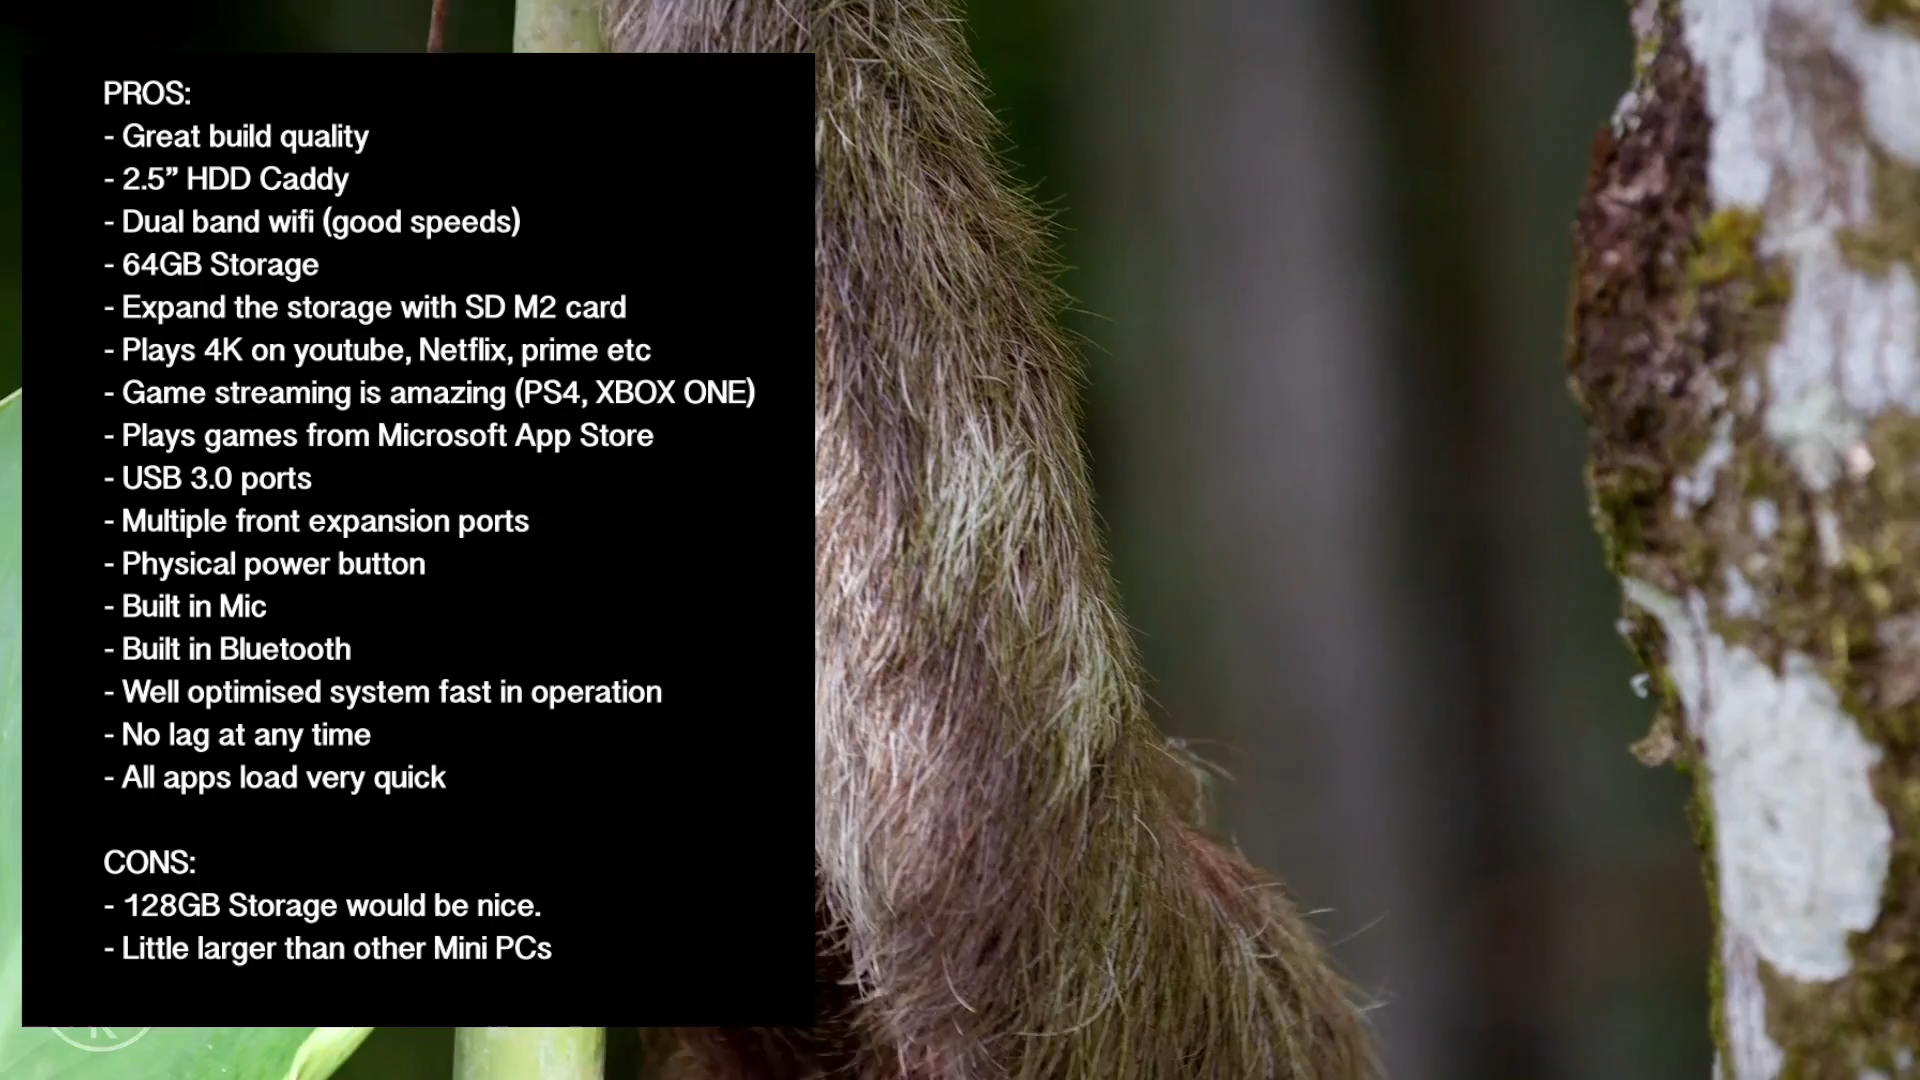 PROS:
- Great build quality
- 2.5” HDD Caddy
- Dual band wifi (good speeds)
- 64GB Storage
- Expand the storage with SD M2 card
- Plays 4K on youtube, Netflix, prime etc
- Game streaming is amazing (PS4, XBOX ONE)
- Plays games from Microsoft App Store
- USB 3.0 ports
- Multiple front expansion ports
- Physical power button
- Built in Mic
- Built in Bluetooth
- Well optimised system fast in operation
- No lag at any time
- All apps load very quick
CONS:
- 128GB Storage would be nice.
- Little larger than other Mini PCs